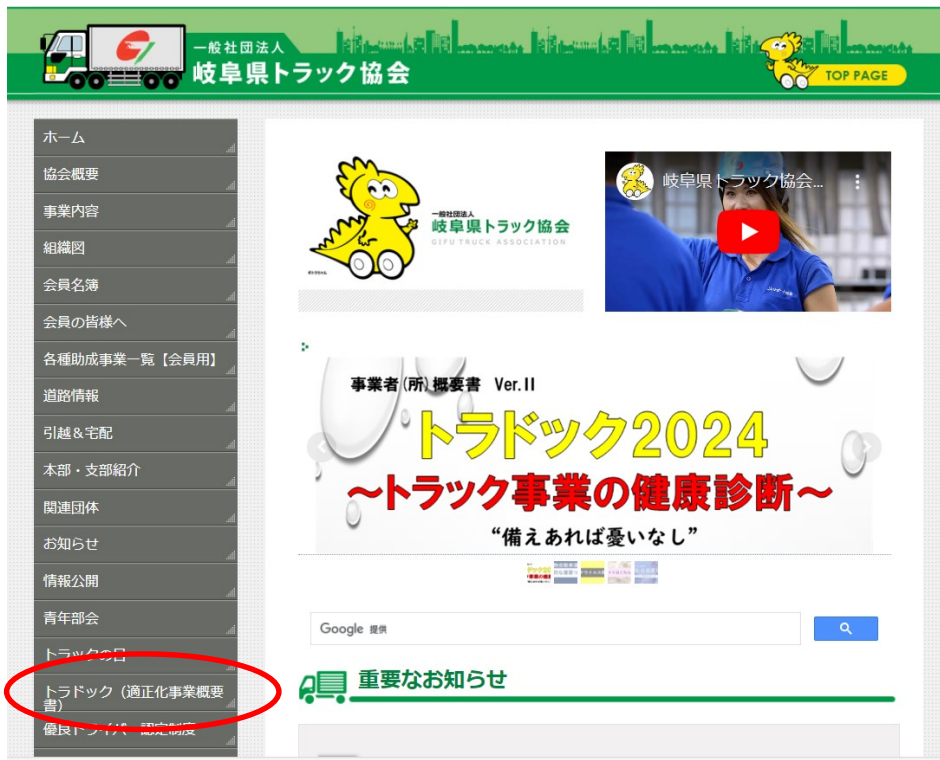 一般社団法人
岐阜県トラック協会
TOP PAGE
ホーム
協会概要
事業内容
組織図
会員名簿
会員の皆様へ
各種助成事業一覧【会員用】
道路情報
引越＆宅配
本部・支部紹介
関連団体
お知らせ
情報公開
青年部会
トラックの日
トラドック（適正化事業概要
書）
優良ドライバー認定制度
一般社団法人
岐阜県トラック協会
GIFU TRUCK ASSOCIATION
岐阜県トラック協会...
事業者(所)概要書 Ver.II
トラドック2024
～トラック事業の健康診断～
“備えあれば憂いなし”
Google 提供
重要なお知らせ